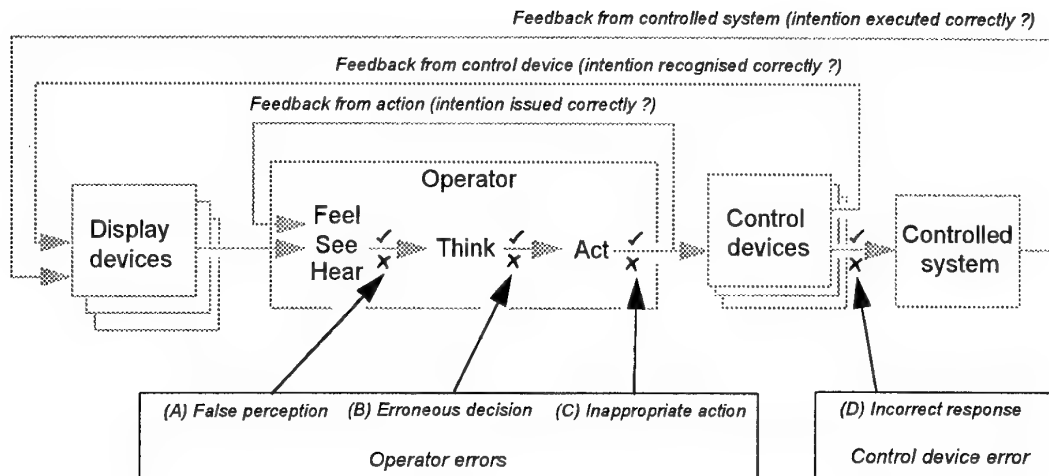 Feedback from controlled system (intention executed correctly ?)
Feedback from control device (intention recognised correctly ?)
Feedback from action (intention issued correctly ?)
Operator
Display
devices
Feel
See
Hear
Think
Act
Control
devices
Controlled
system
(A) False perception
(B) Erroneous decision
(C) Inappropriate action
(D) Incorrect response
Operator errors
Control device error